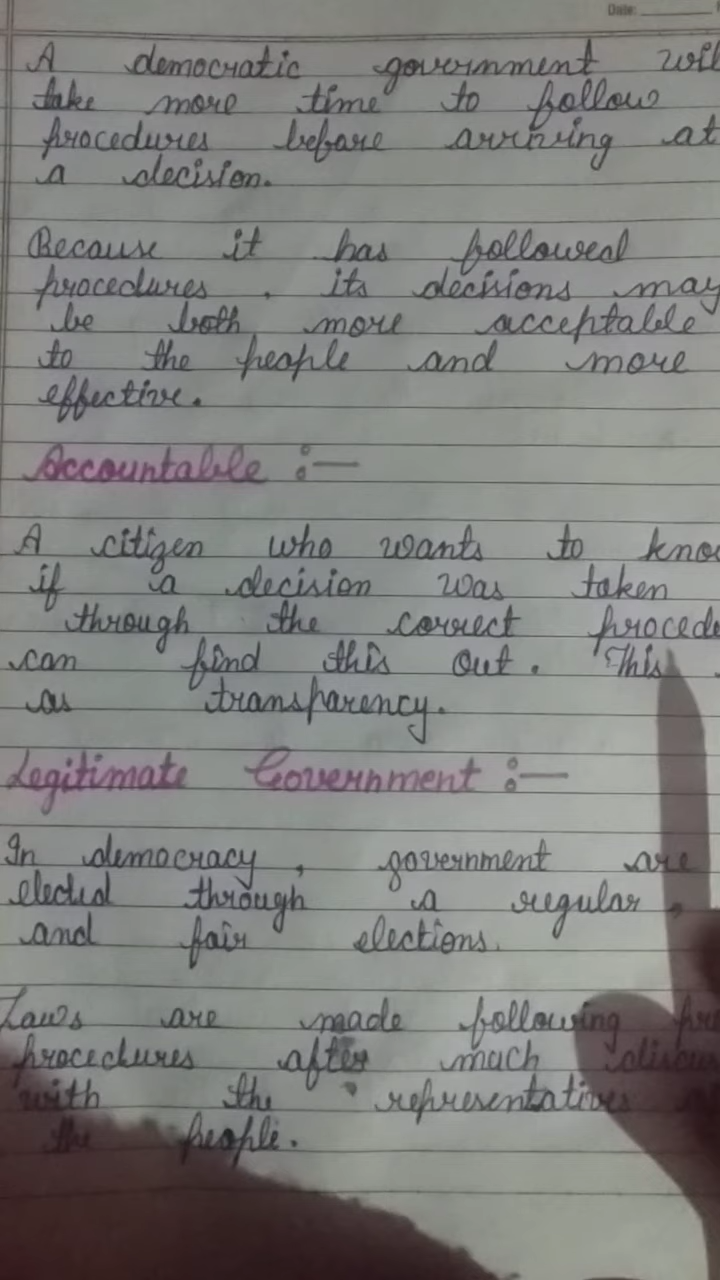 Date:
A democratic government will
take more time to follow
procedures before arriving at
a decision.
Because it has followed
procedures, its decisions may
be both more acceptable
to the people and more
effective.
Accountable :—
A citizen who wants to
if a decision was taken
through the correct
can find this out. This
as transparency.
Legitimate Government :—
In democracy, government are
elected through a regular,
and fair elections.
Laws are made following
procedures after much
with the representatives
the people.